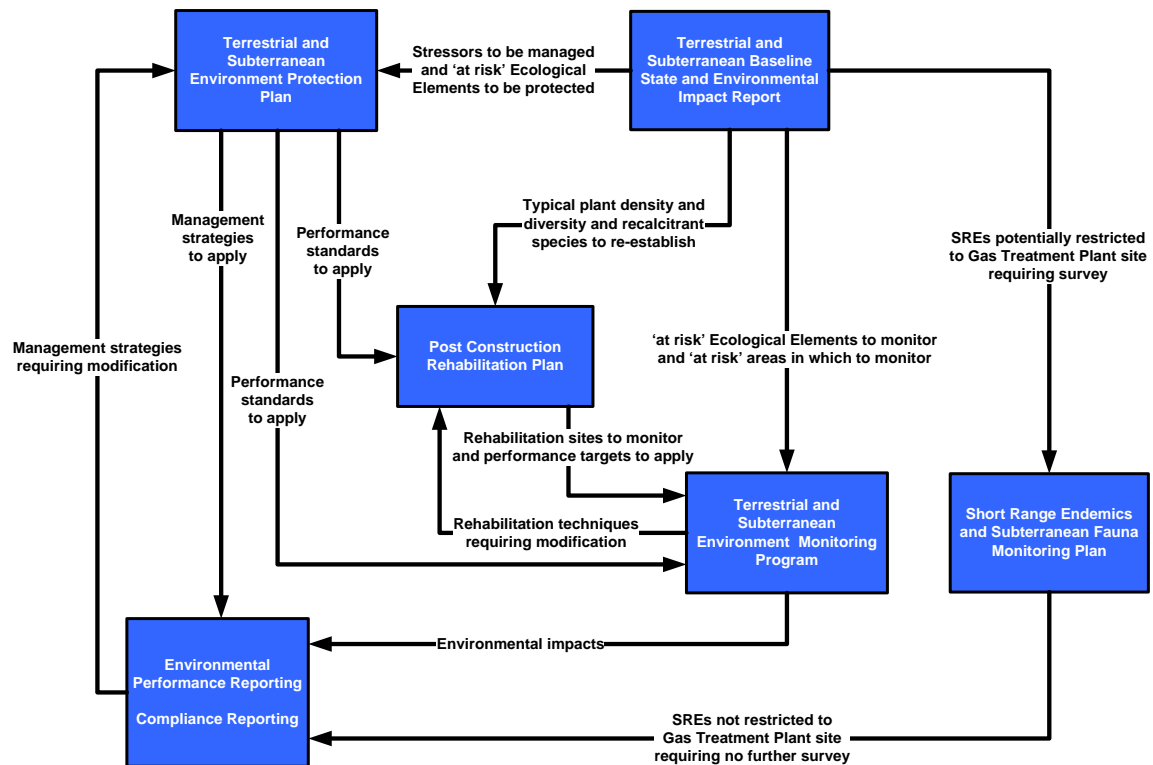 Terrestrial and
Subterranean
Environment Protection
Plan
Stressors to be managed
and ‘at risk’ Ecological
Elements to be protected
Terrestrial and
Subterranean Baseline
State and Environmental
Impact Report
Management
strategies
to apply
Performance
standards
to apply
Typical plant density and
diversity and recalcitrant
species to re-establish
SREs potentially restricted
to Gas Treatment Plant site
requiring survey
Management strategies
requiring modification
Performance
standards
to apply
Post Construction
Rehabilitation Plan
‘at risk’ Ecological Elements to monitor
and ‘at risk’ areas in which to monitor
Rehabilitation sites to monitor
and performance targets to apply
Rehabilitation techniques
requiring modification
Terrestrial and
Subterranean
Environment Monitoring
Program
Short Range Endemics
and Subterranean Fauna
Monitoring Plan
Environmental impacts
Environmental
Performance Reporting
Compliance Reporting
SREs not restricted to
Gas Treatment Plant site
requiring no further survey